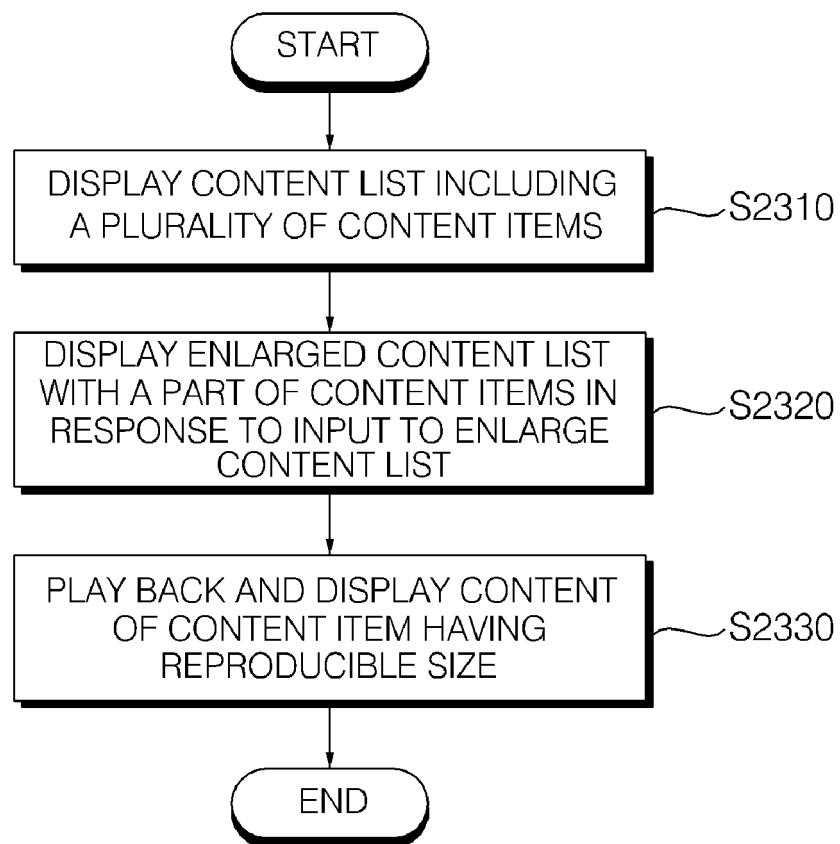 START
DISPLAY CONTENT LIST INCLUDING
A PLURALITY OF CONTENT ITEMS
S2310
DISPLAY ENLARGED CONTENT LIST
WITH A PART OF CONTENT ITEMS IN
RESPONSE TO INPUT TO ENLARGE
CONTENT LIST
S2320
PLAY BACK AND DISPLAY CONTENT
OF CONTENT ITEM HAVING
REPRODUCIBLE SIZE
S2330
END